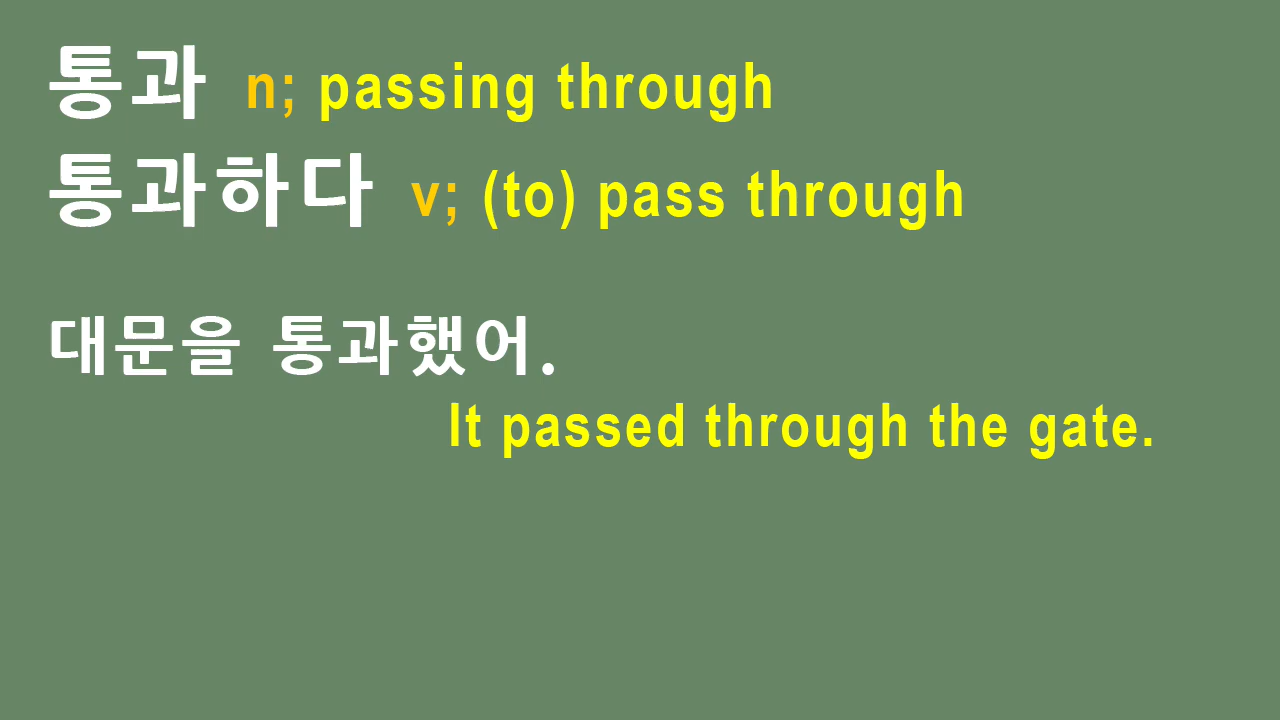 통과 n; passing through
통과하다 v; (to) pass through
대문을 통과했어.
It passed through the gate.